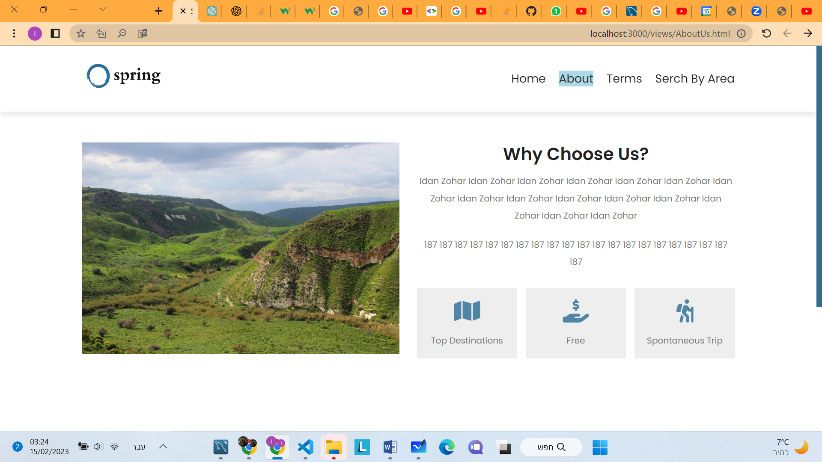 localhost:3000/views/AboutUs.html
spring
Home About Terms Serch By Area
Why Choose Us?
Idan Zohar Idan Zohar Idan Zohar Idan Zohar Idan Zohar Idan Zohar Idan
Zohar Idan Zohar Idan Zohar Idan Zohar Idan Zohar Idan Zohar Idan
Zohar Idan Zohar Idan Zohar
187 187 187 187 187 187 187 187 187 187 187 187 187 187 187 187 187 187 187 187
187
Top Destinations
Free
Spontaneous Trip
03:24
15/02/2023
עבר
חפש
7°C